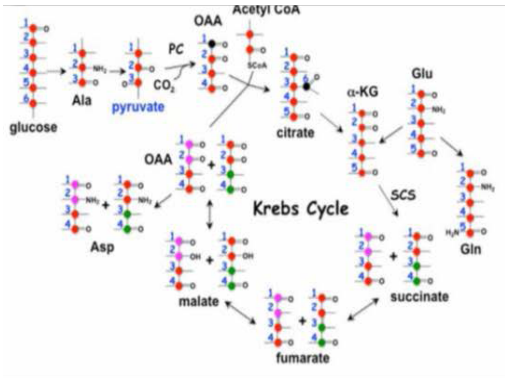 Acetyl CoA
OAA
1
2
3
4
5
6
O
glucose
1
2
3
NH₂
O
Ala
1
2
3
O
O
pyruvate
PC
CO₂
1
2
3
4
O
O
O
SCoA
1
2
3
4
5
6
O
O
O
citrate
α-KG
1
2
3
4
5
O
O
O
Glu
1
2
3
4
5
O
NH₂
O
1
2
3
4
5
O
NH₂
H₂N
O
Gln
SCS
OAA
1
2
3
4
O
O
O
+
1
2
3
4
O
O
O
Krebs Cycle
1
2
3
4
O
NH₂
O
+
1
2
3
4
O
NH₂
O
Asp
1
2
3
4
O
OH
O
+
1
2
3
4
O
OH
O
malate
1
2
3
4
O
O
+
1
2
3
4
O
O
succinate
1
2
3
4
O
O
+
1
2
3
4
O
O
fumarate